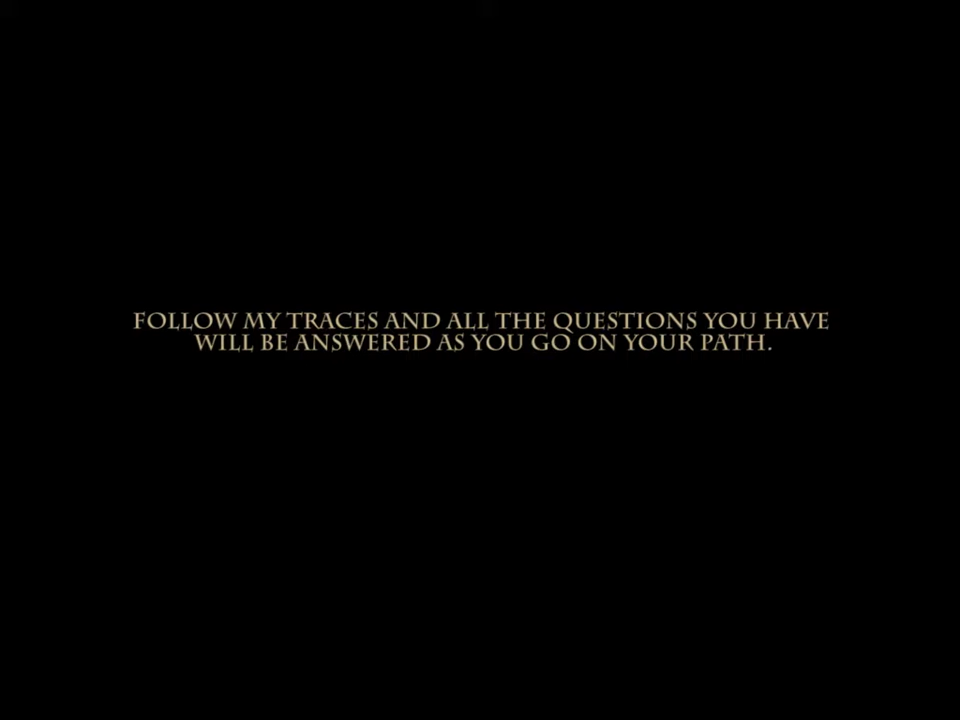 FOLLOW MY TRACES AND ALL THE QUESTIONS YOU HAVE
WILL BE ANSWERED AS YOU GO ON YOUR PATH.